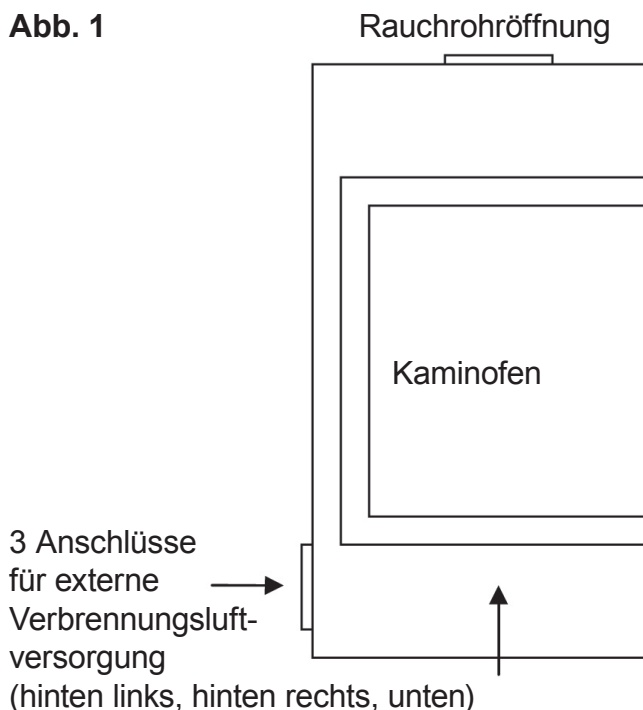 Abb. 1
Rauchrohröffnung
Kaminofen
3 Anschlüsse
für externe
Verbrennungsluft-
versorgung
(hinten links, hinten rechts, unten)